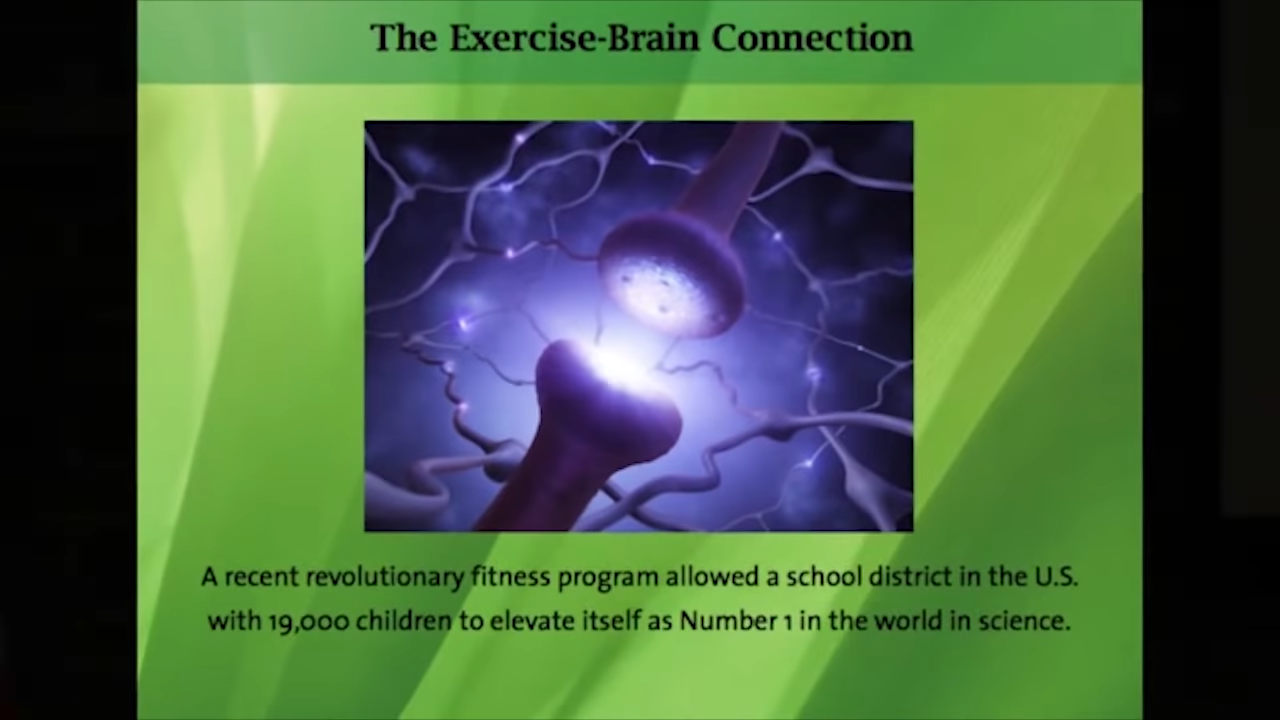 The Exercise-Brain Connection
A recent revolutionary fitness program allowed a school district in the U.S.
with 19,000 children to elevate itself as Number 1 in the world in science.